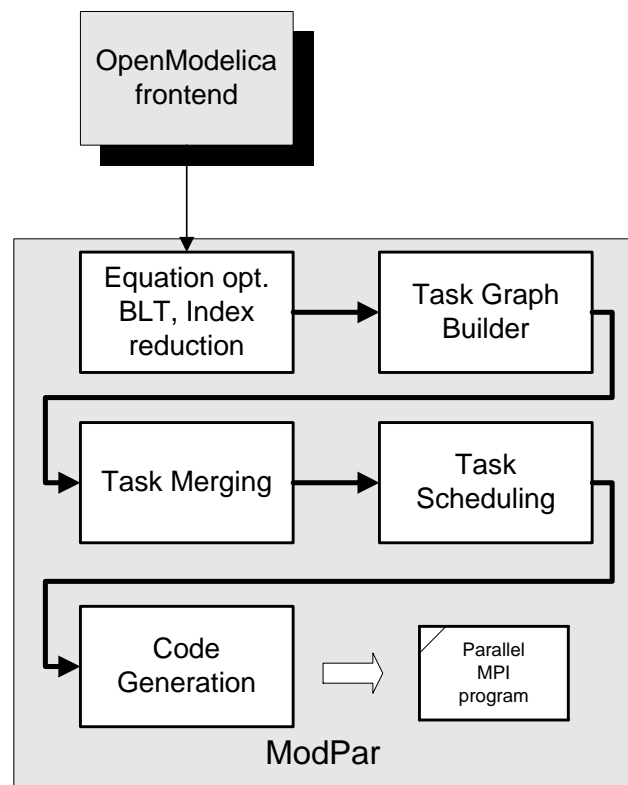 OpenModelica
frontend
Equation opt.
BLT, Index
reduction
Task Graph
Builder
Task Merging
Task
Scheduling
Code
Generation
Parallel
MPI
program
ModPar